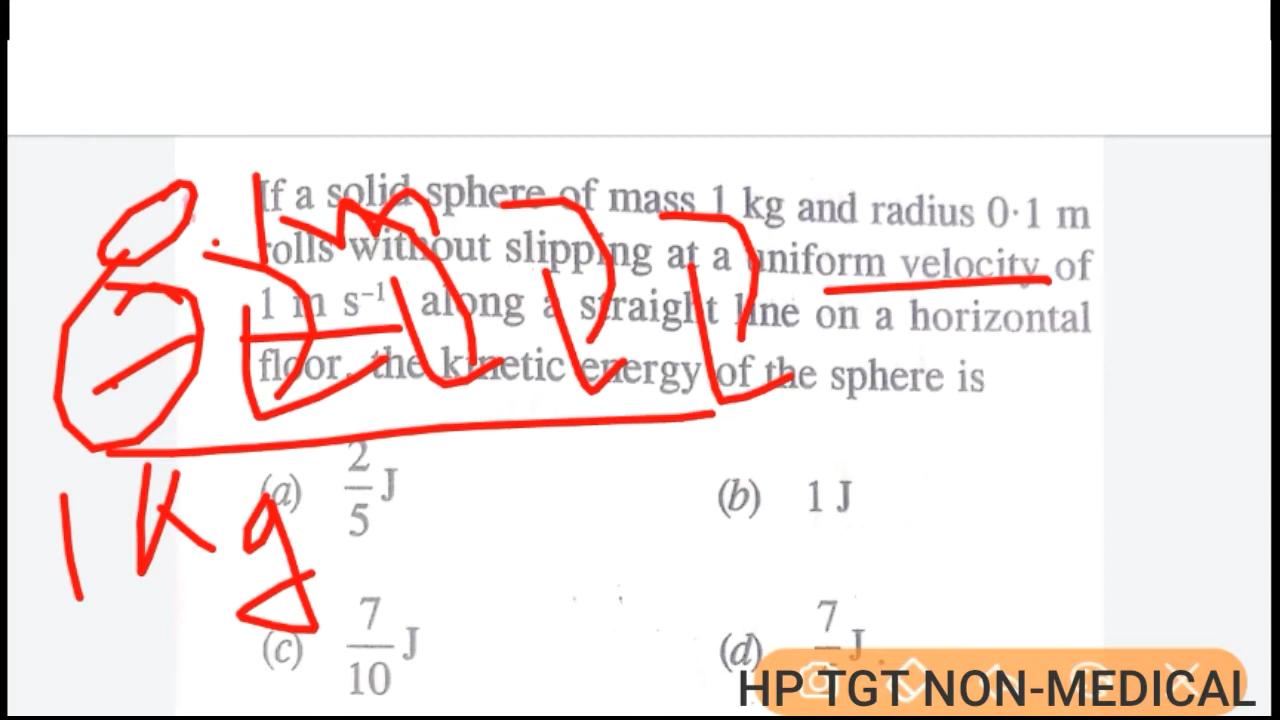 If a solid sphere of mass 1 kg and radius 0·1 m
rolls without slipping at a uniform velocity of
1 m s⁻¹ along a straight line on a horizontal
floor, the kinetic energy of the sphere is
0.1m
1 Kg
(a) 2/5 J
(b) 1 J
(c) 7/10 J
(d) 7 J
HP TGT NON-MEDICAL